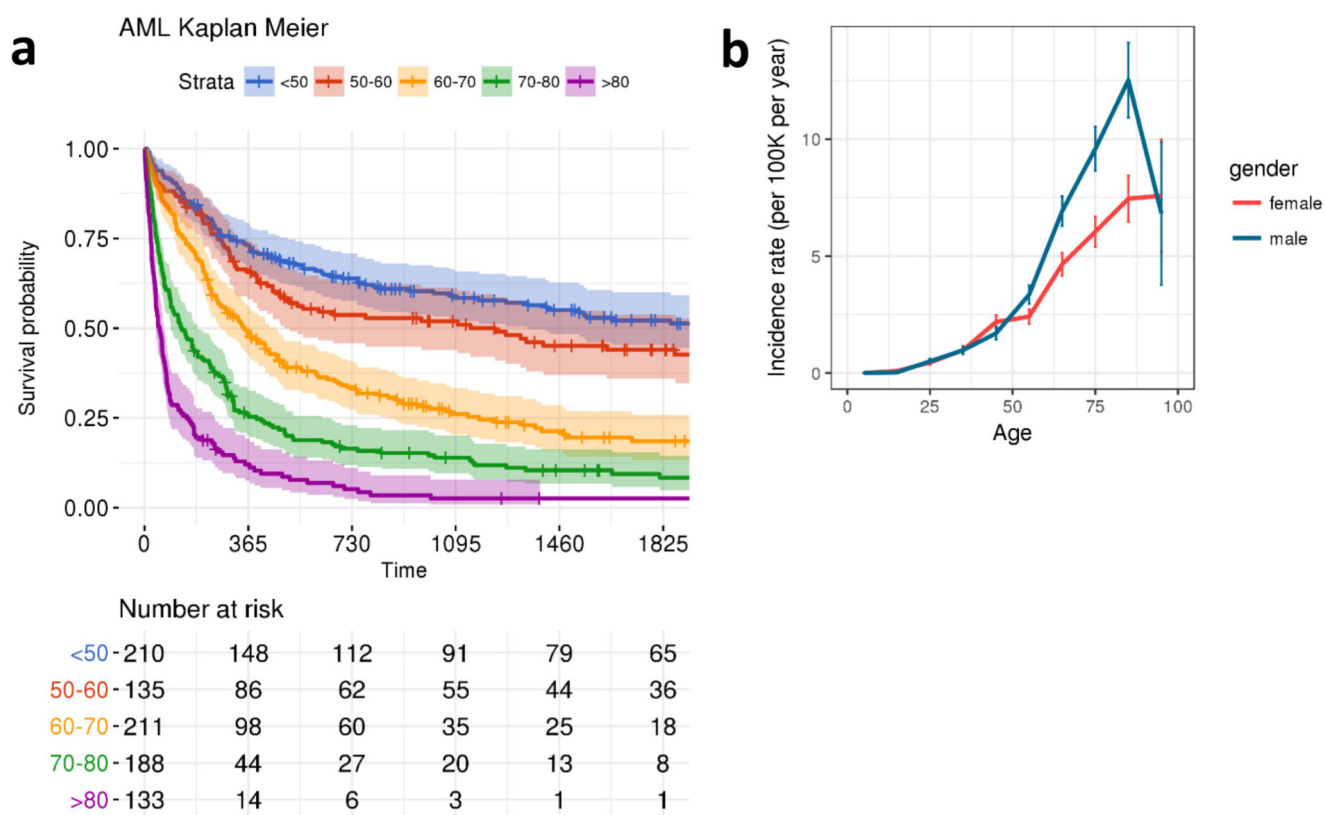 a
AML Kaplan Meier
Strata <50 50-60 60-70 70-80 >80
Survival probability
1.00
0.75
0.50
0.25
0.00
0 365 730 1095 1460 1825
Time
Number at risk
<50 210 148 112 91 79 65
50-60 135 86 62 55 44 36
60-70 211 98 60 35 25 18
70-80 188 44 27 20 13 8
>80 133 14 6 3 1 1
b
Incidence rate (per 100K per year)
10
5
0
0 25 50 75 100
Age
gender
female
male